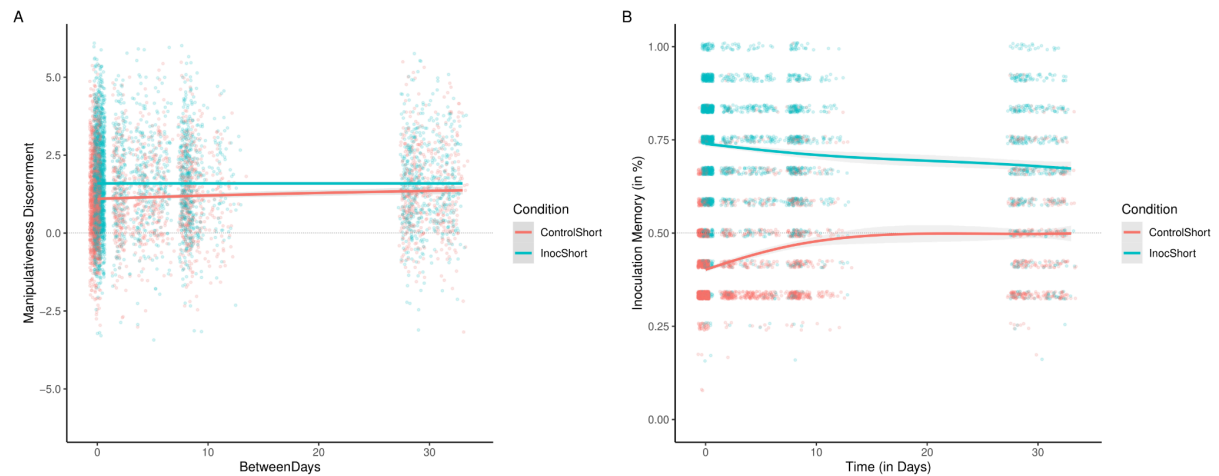 A
Manipulativeness Discernment
5.0
2.5
0.0
−2.5
−5.0
0
10
20
30
BetweenDays
Condition
ControlShort
InocShort
B
Inoculation Memory (in %)
1.00
0.75
0.50
0.25
0.00
0
10
20
30
Time (in Days)
Condition
ControlShort
InocShort